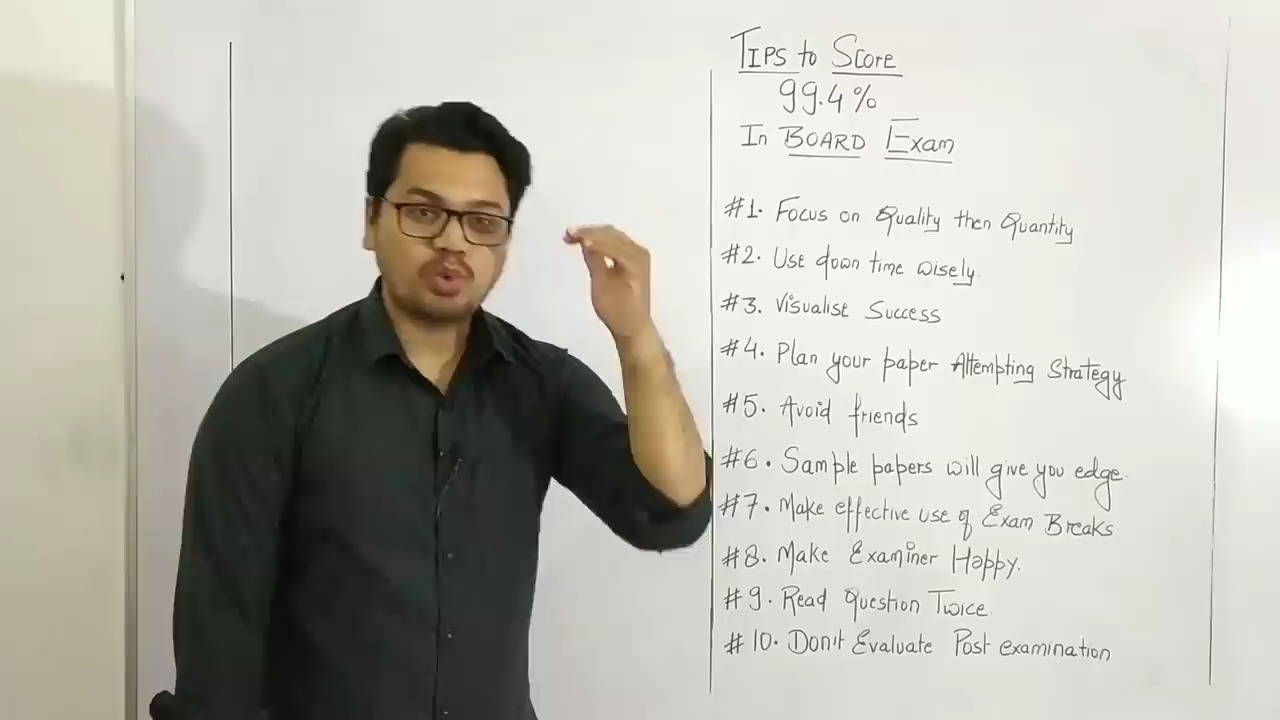 TIPS to Score
99.4%
In BOARD Exam
#1. Focus on Quality then Quantity
#2. Use down time wisely.
#3. Visualise Success
#4. Plan your paper Attempting Strategy
#5. Avoid friends
#6. Sample papers will give you edge.
#7. Make effective use of Exam Breaks
#8. Make Examiner Happy.
#9. Read Question Twice
#10. Don't Evaluate Post examination